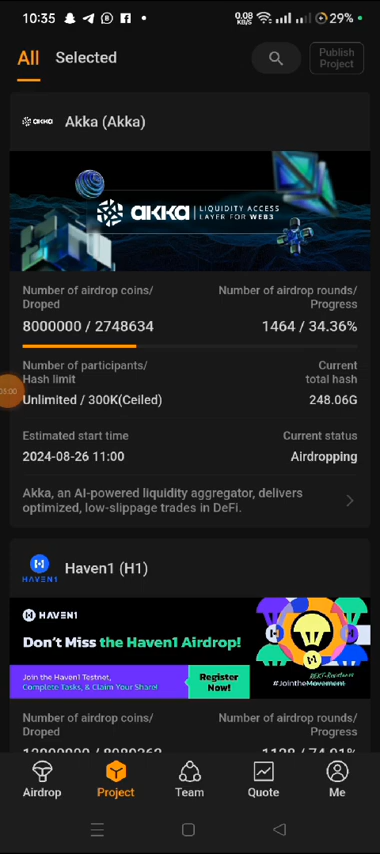 10:35
0.08 KB/S
29%
All Selected
Publish Project
Akka (Akka)
akka LIQUIDITY ACCESS
LAYER FOR WEB3
Number of airdrop coins/ Droped
Number of airdrop rounds/ Progress
8000000 / 2748634
1464 / 34.36%
Number of participants/ Hash limit
Current total hash
Unlimited / 300K(Ceiled)
248.06G
03:00
Estimated start time
Current status
2024-08-26 11:00
Airdropping
Akka, an AI-powered liquidity aggregator, delivers
optimized, low-slippage trades in DeFi.
HAVEN1
Haven1 (H1)
HAVEN1
Don't Miss the Haven1 Airdrop!
Join the Haven1 Testnet,
Complete Tasks, & Claim Your Share!
Register Now!
#JointheMovement
Number of airdrop coins/ Droped
Number of airdrop rounds/ Progress
Airdrop Project Team Quote Me